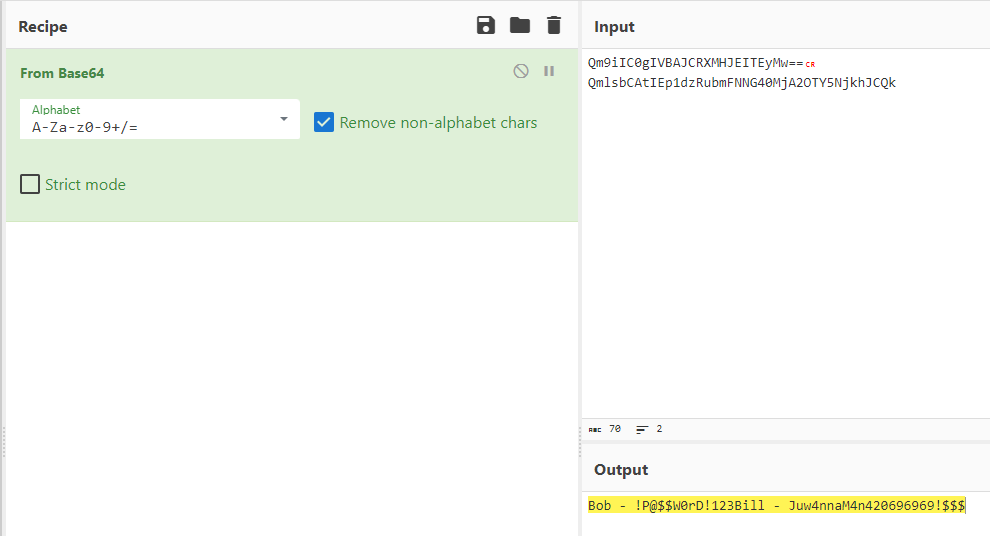 Recipe
From Base64
Alphabet
A-Za-z0-9+/=
Remove non-alphabet chars
Strict mode
Input
Qm9iIC0gIVBAJCRXMHJEITEyMw==CR
QmlsbCAtIEp1dzRubmFNNG40MjA2OTY5NjkhJCQk
ABC 70 2
Output
Bob - !P@$$W0rD!123Bill - Juw4nnaM4n420696969!$$$